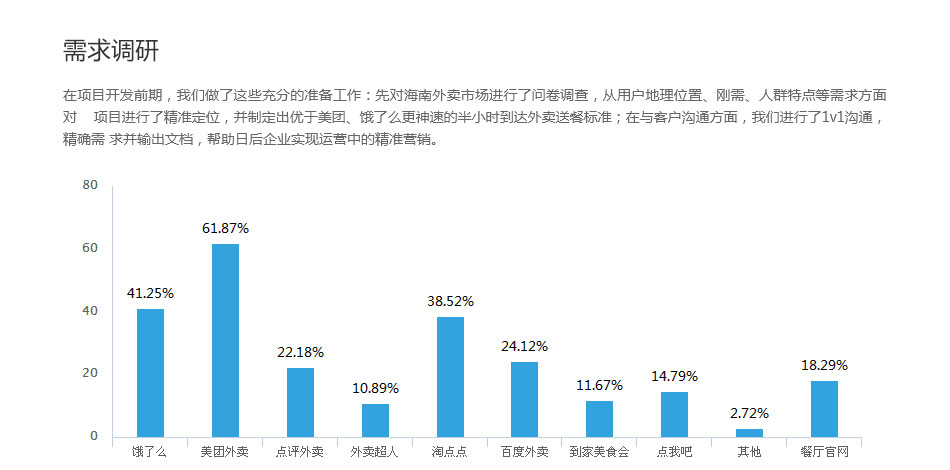 需求调研
在项目开发前期，我们做了这些充分的准备工作：先对海南外卖市场进行了问卷调查，从用户地理位置、刚需、人群特点等需求方面
对 项目进行了精准定位，并制定出优于美团、饿了么更神速的半小时到达外卖送餐标准；在与客户沟通方面，我们进行了1v1沟通，
精确需 求并输出文档，帮助日后企业实现运营中的精准营销。
80
60
40
20
0
41.25%
61.87%
22.18%
10.89%
38.52%
24.12%
11.67%
14.79%
2.72%
18.29%
饿了么
美团外卖
点评外卖
外卖超人
淘点点
百度外卖
到家美食会
点我吧
其他
餐厅官网